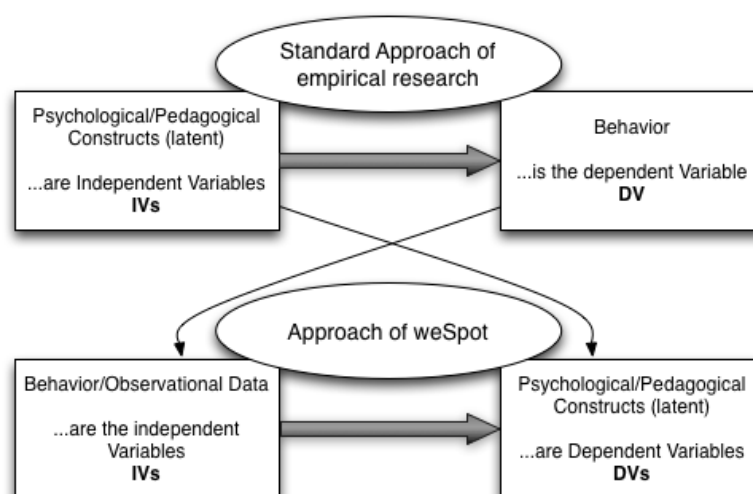 Standard Approach of
empirical research
Psychological/Pedagogical
Constructs (latent)
...are Independent Variables
IVs
Behavior
...is the dependent Variable
DV
Approach of weSpot
Behavior/Observational Data
...are the independent
Variables
IVs
Psychological/Pedagogical
Constructs (latent)
...are Dependent Variables
DVs